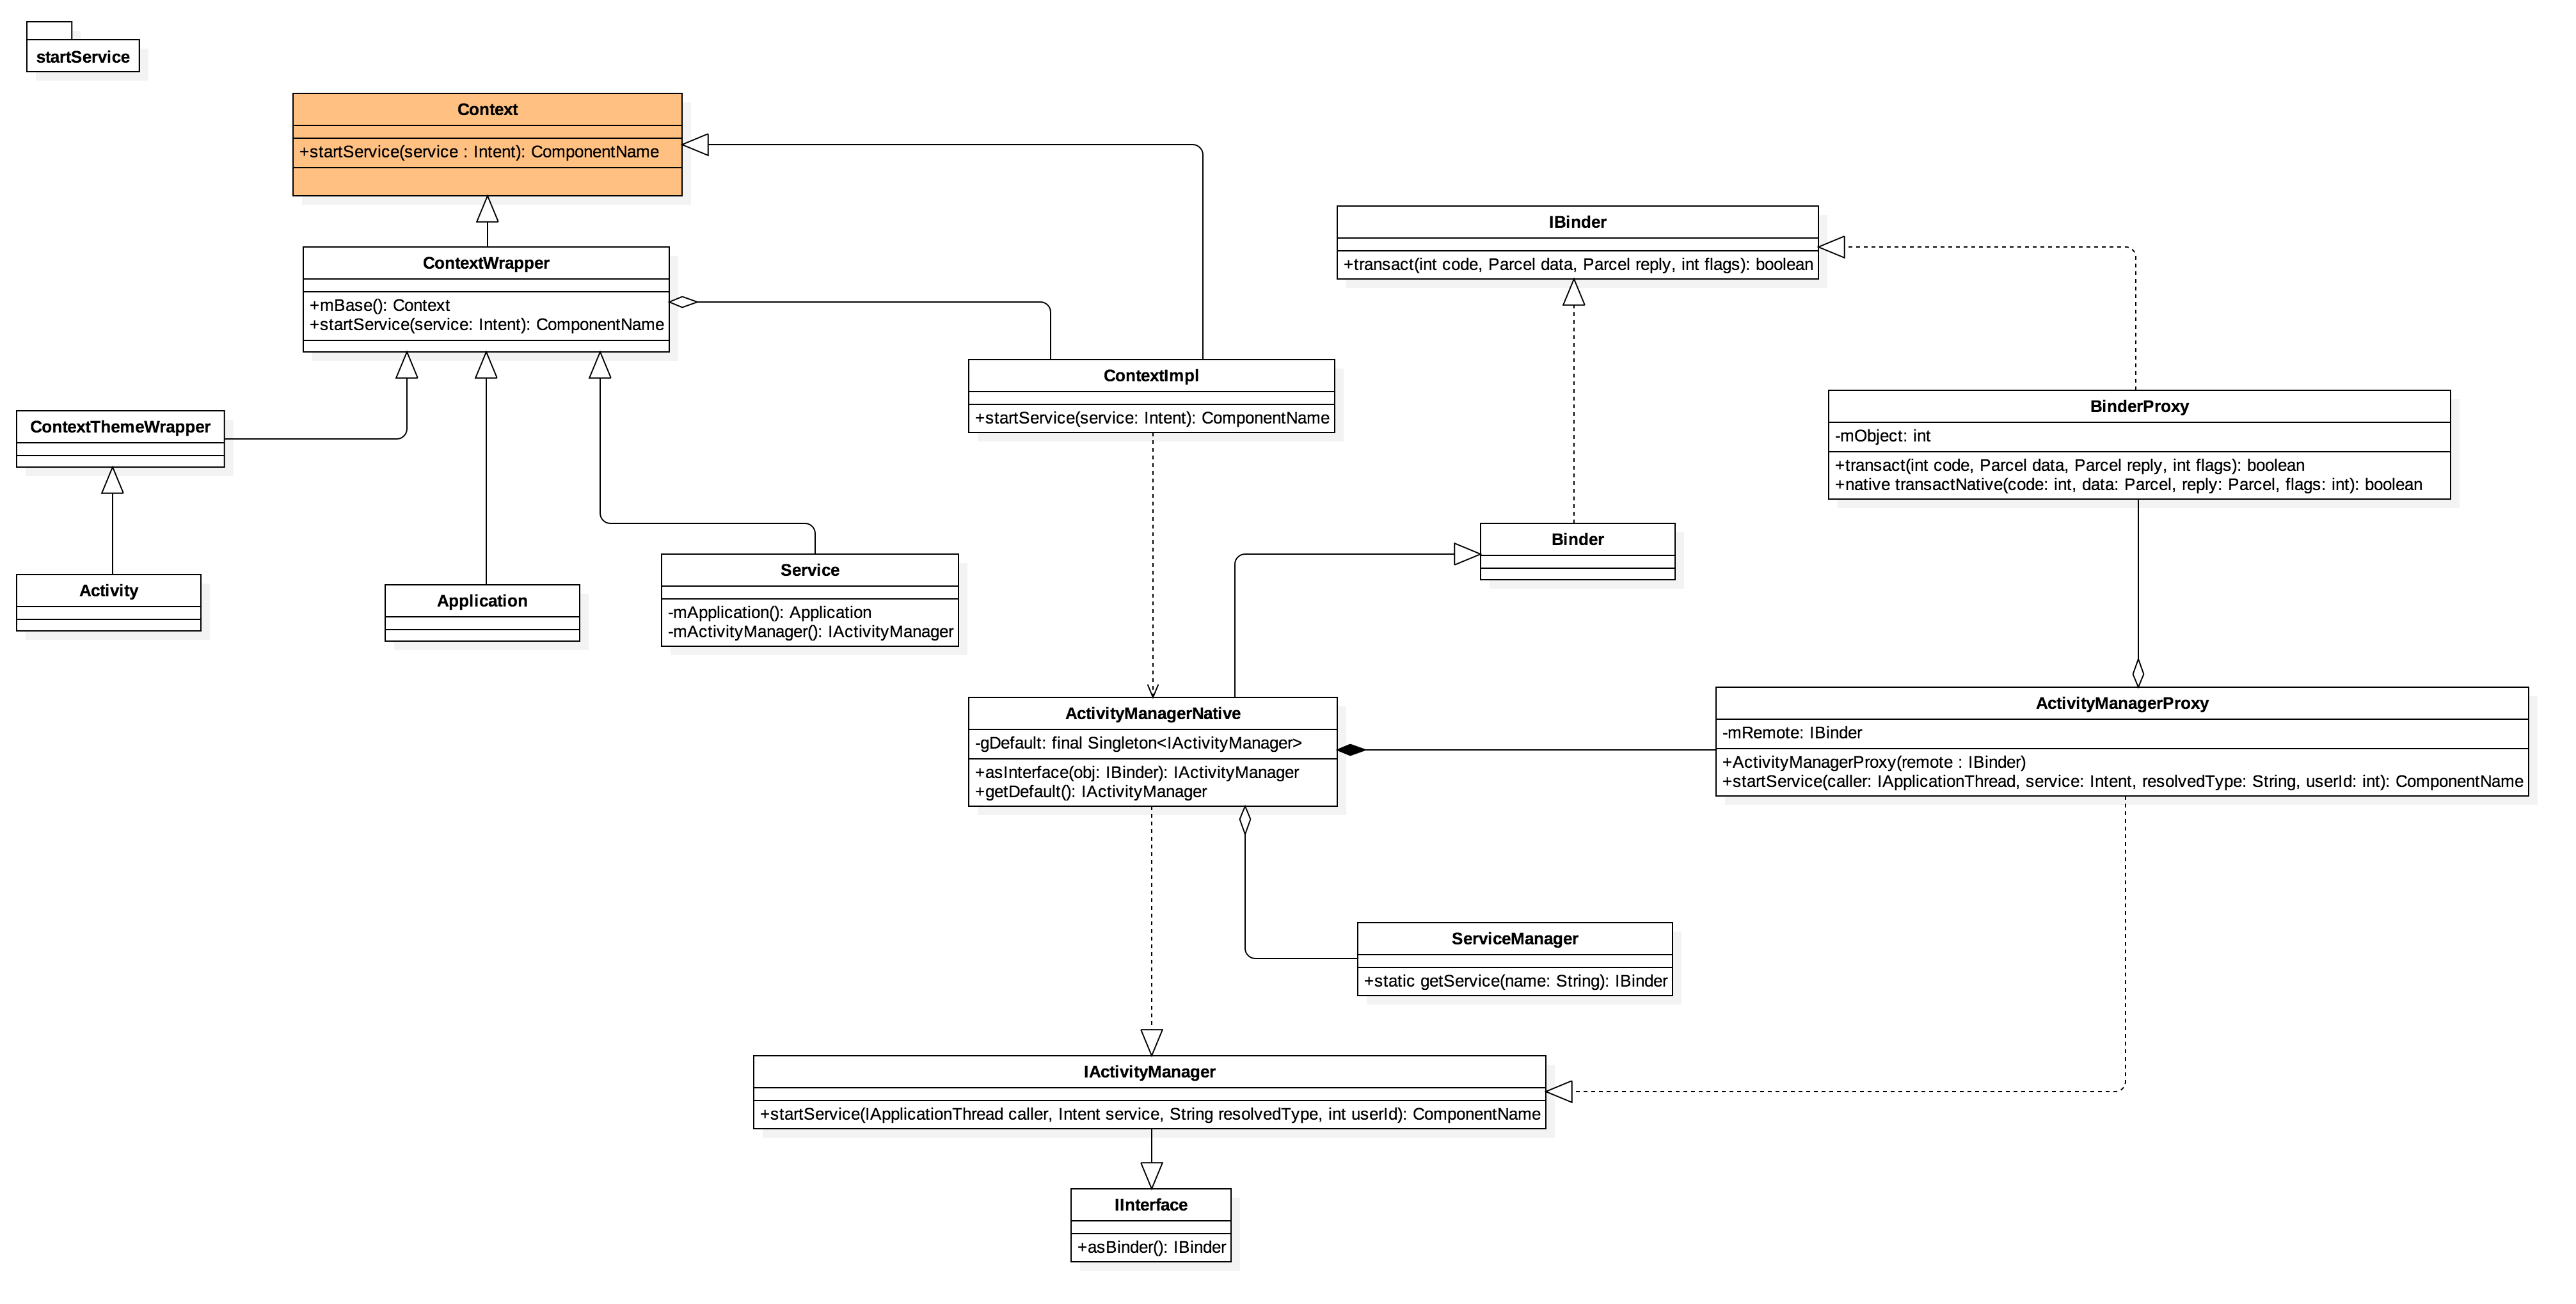 startService
Context
+startService(service : Intent): ComponentName
ContextWrapper
+mBase(): Context
+startService(service: Intent): ComponentName
IBinder
+transact(int code, Parcel data, Parcel reply, int flags): boolean
ContextImpl
+startService(service: Intent): ComponentName
BinderProxy
-mObject: int
+transact(int code, Parcel data, Parcel reply, int flags): boolean
+native transactNative(code: int, data: Parcel, reply: Parcel, flags: int): boolean
ContextThemeWrapper
Activity
Application
Service
-mApplication(): Application
-mActivityManager(): IActivityManager
Binder
ActivityManagerNative
-gDefault: final Singleton<IActivityManager>
+asInterface(obj: IBinder): IActivityManager
+getDefault(): IActivityManager
ActivityManagerProxy
-mRemote: IBinder
+ActivityManagerProxy(remote : IBinder)
+startService(caller: IApplicationThread, service: Intent, resolvedType: String, userId: int): ComponentName
ServiceManager
+static getService(name: String): IBinder
IActivityManager
+startService(IApplicationThread caller, Intent service, String resolvedType, int userId): ComponentName
IInterface
+asBinder(): IBinder